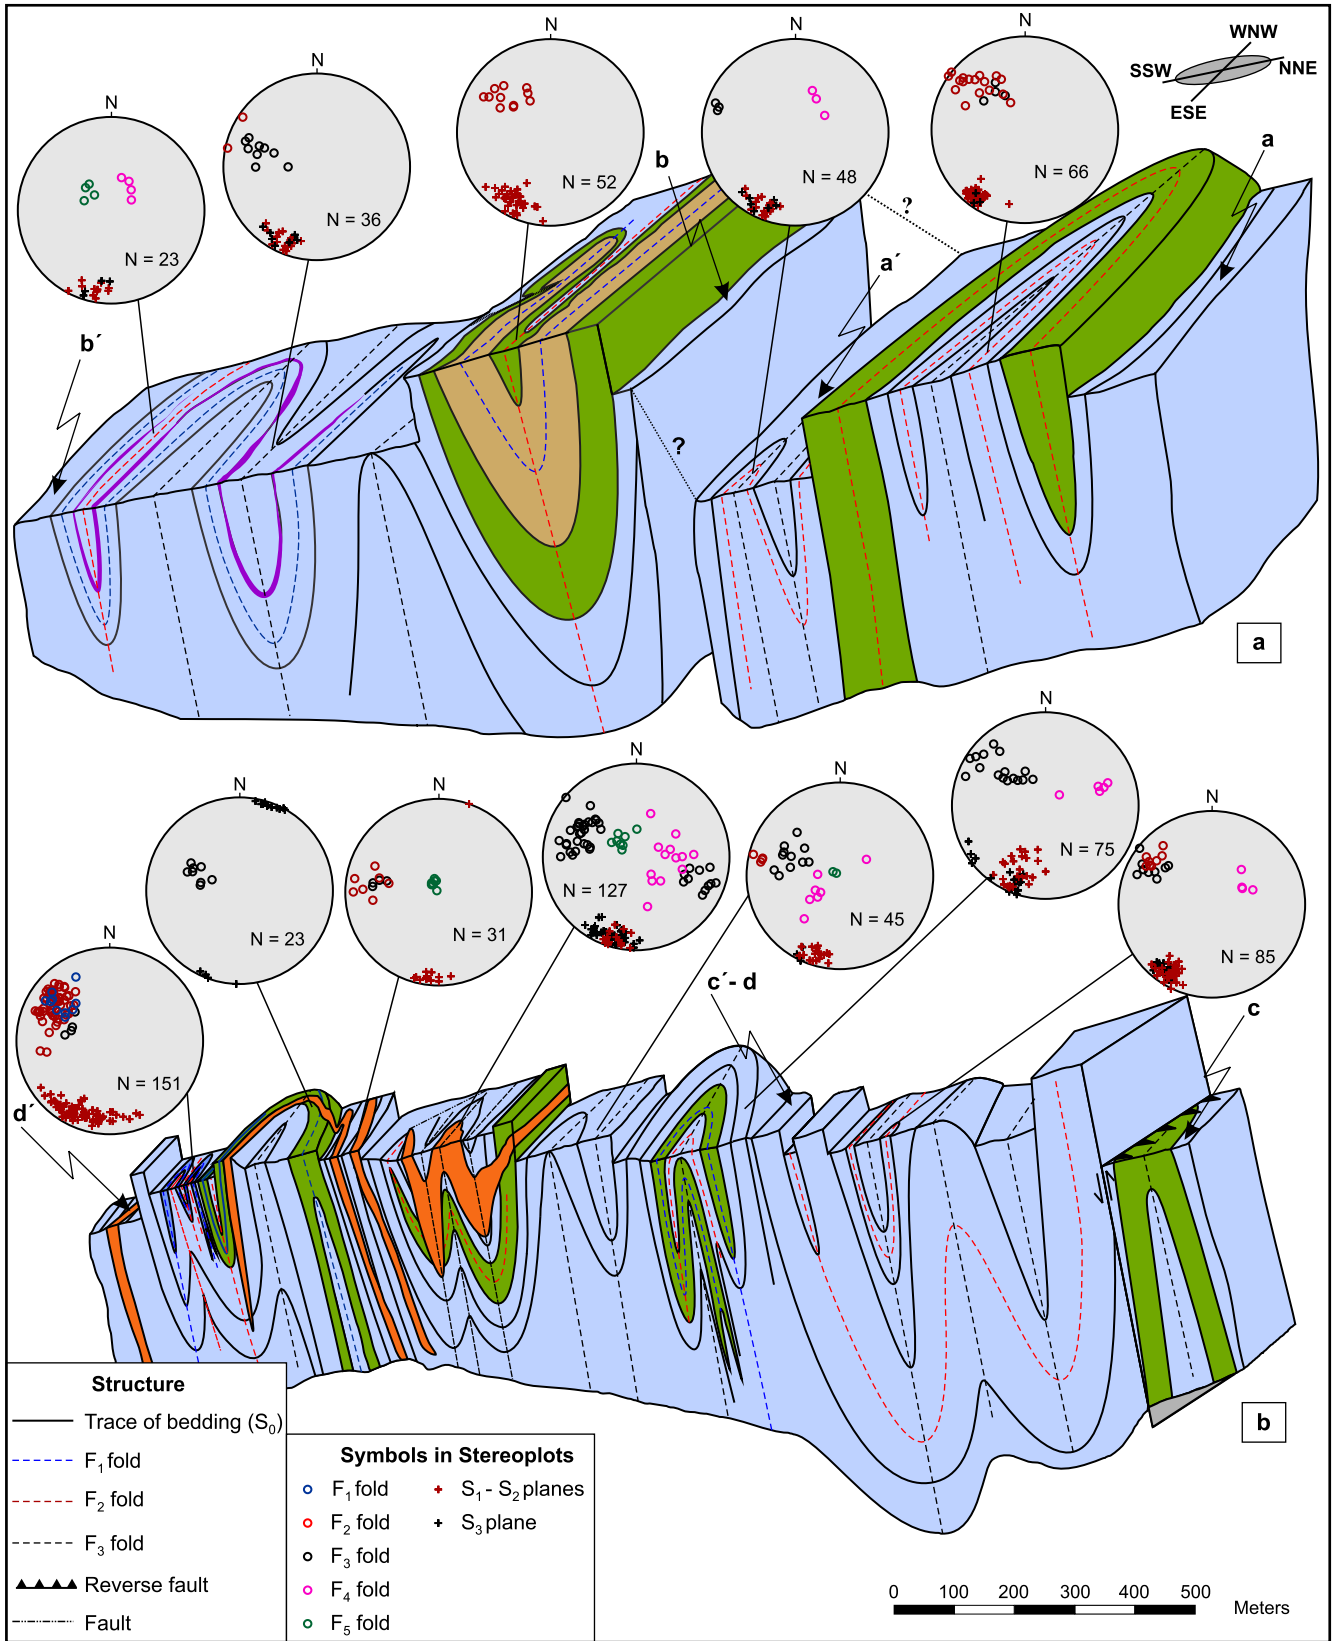 N
N
N
N
N
WNW
SSW
NNE
ESE
a
b
N = 52
N = 48
N = 66
N = 36
N = 23
?
a´
b´
?
a
N
N
N
N
N
N
N
N = 75
N = 127
N = 45
N = 23
N = 31
N = 85
c´- d
c
N = 151
d´
b
Structure
Trace of bedding (S0)
F1 fold
F2 fold
F3 fold
Reverse fault
Fault
Symbols in Stereoplots
F1 fold
S1 - S2 planes
F2 fold
S3 plane
F3 fold
F4 fold
F5 fold
0 100 200 300 400 500
Meters